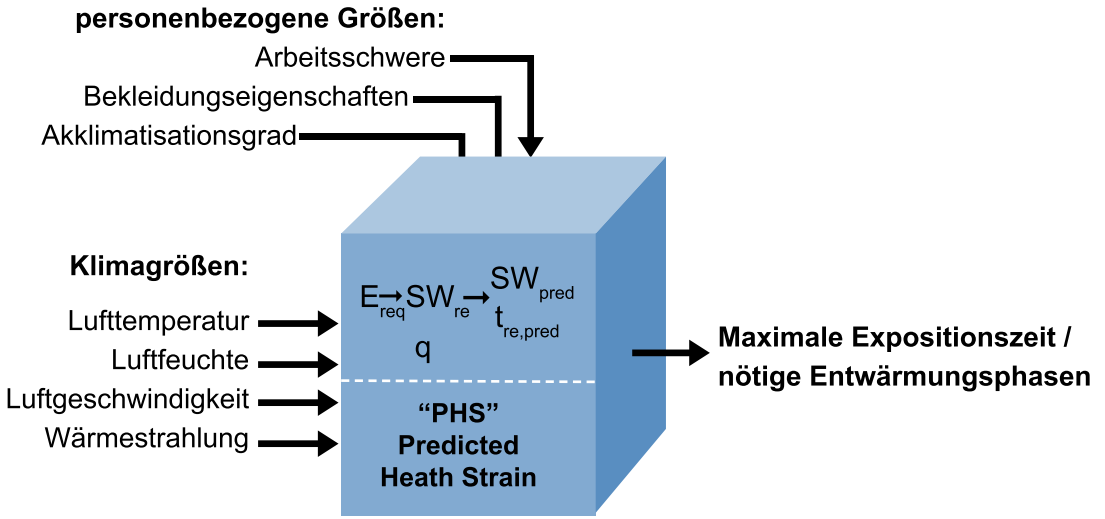 personenbezogene Größen:
Arbeitsschwere
Bekleidungseigenschaften
Akklimatisationsgrad
Klimagrößen:
Lufttemperatur
Luftfeuchte
Luftgeschwindigkeit
Wärmestrahlung
E_req → SW_re → SW_pred
t_re,pred
q
“PHS”
Predicted
Heath Strain
Maximale Expositionszeit /
nötige Entwärmungsphasen